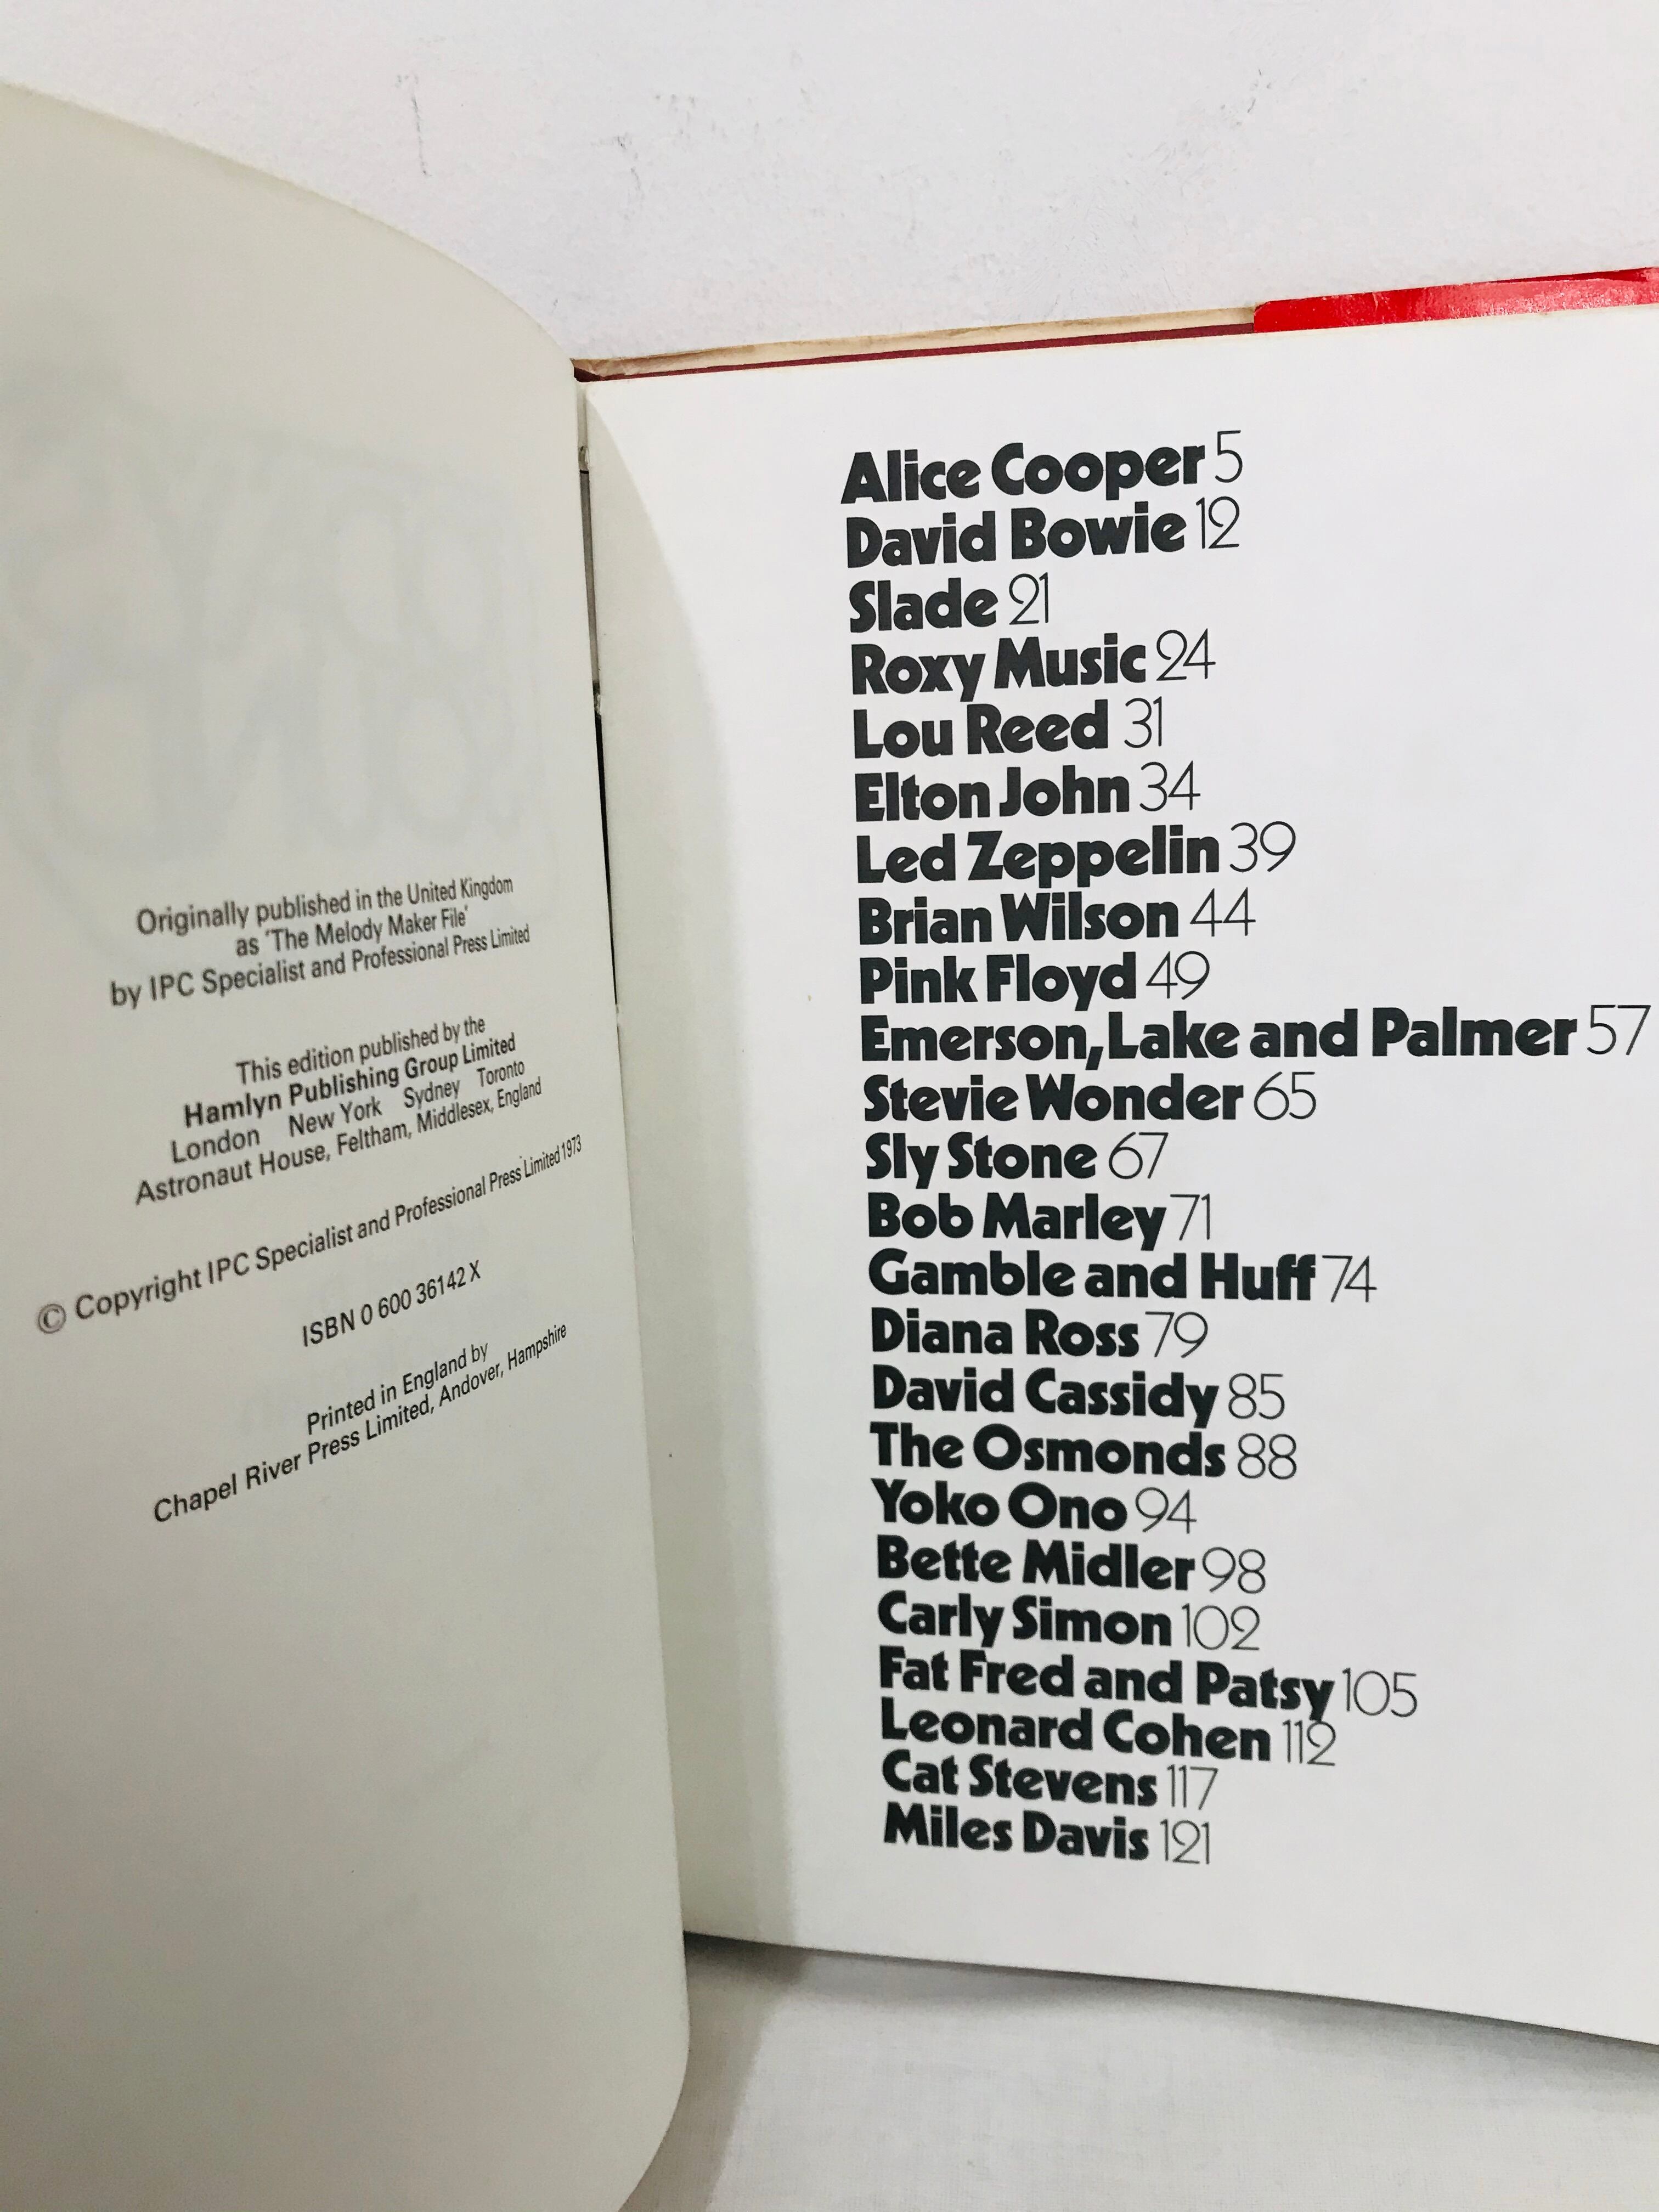 Originally published in the United Kingdom
as 'The Melody Maker File'
by IPC Specialist and Professional Press Limited
This edition published by the
Hamlyn Publishing Group Limited
London New York Sydney Toronto
Astronaut House, Feltham, Middlesex, England
© Copyright IPC Specialist and Professional Press Limited 1973
ISBN 0 600 36142 X
Printed in England by
Chapel River Press Limited, Andover, Hampshire
Alice Cooper 5
David Bowie 12
Slade 21
Roxy Music 24
Lou Reed 31
Elton John 34
Led Zeppelin 39
Brian Wilson 44
Pink Floyd 49
Emerson, Lake and Palmer 57
Stevie Wonder 65
Sly Stone 67
Bob Marley 71
Gamble and Huff 74
Diana Ross 79
David Cassidy 85
The Osmonds 88
Yoko Ono 94
Bette Midler 98
Carly Simon 102
Fat Fred and Patsy 105
Leonard Cohen 112
Cat Stevens 117
Miles Davis 121